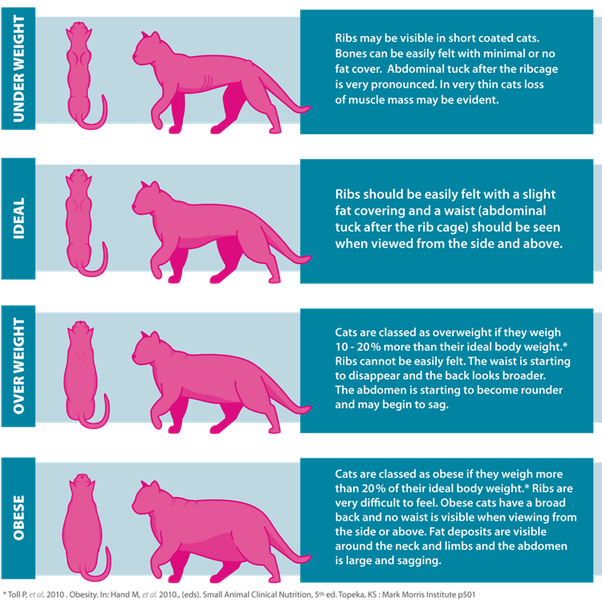 UNDER WEIGHT
Ribs may be visible in short coated cats.
Bones can be easily felt with minimal or no
fat cover.  Abdominal tuck after the ribcage
is very pronounced. In very thin cats loss
of muscle mass may be evident.
IDEAL
Ribs should be easily felt with a slight
fat covering and a waist (abdominal
tuck after the rib cage) should be seen
when viewed from the side and above.
OVER WEIGHT
Cats are classed as overweight if they weigh
10 - 20% more than their ideal body weight.*
Ribs cannot be easily felt. The waist is starting
to disappear and the back looks broader.
The abdomen is starting to become rounder
and may begin to sag.
OBESE
Cats are classed as obese if they weigh more
than 20% of their ideal body weight.* Ribs are
very difficult to feel. Obese cats have a broad
back and no waist is visible when viewing from
the side or above. Fat deposits are visible
around the neck and limbs and the abdomen
is large and sagging.
* Toll P, et al. 2010 . Obesity. In: Hand M, et al. 2010., (eds). Small Animal Clinical Nutrition, 5th ed. Topeka, KS : Mark Morris Institute p501